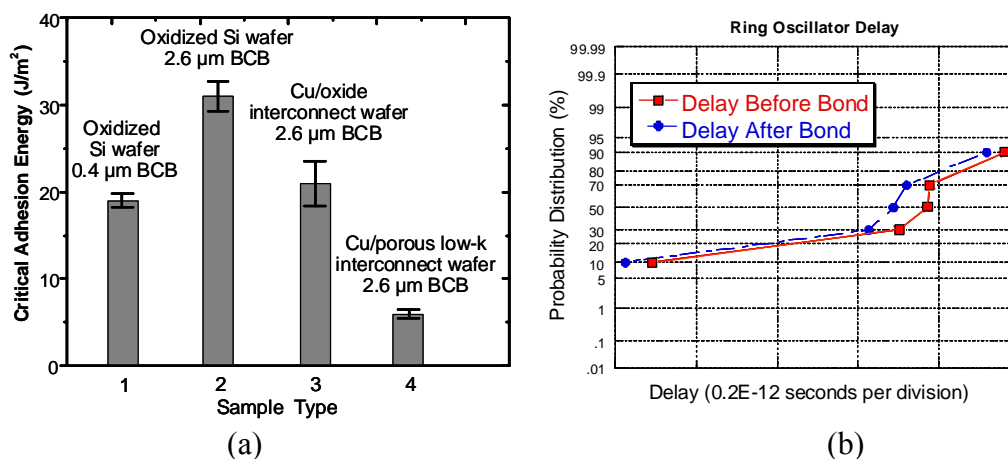 40
30
20
10
0
Critical Adhesion Energy (J/m²)
Oxidized Si wafer
2.6 µm BCB
Cu/oxide
interconnect wafer
2.6 µm BCB
Oxidized
Si wafer
0.4 µm BCB
Cu/porous low-k
interconnect wafer
2.6 µm BCB
1 2 3 4
Sample Type
(a)
Ring Oscillator Delay
99.99
99.9
99
95
90
80
70
50
30
20
10
5
1
.1
.01
Probability Distribution (%)
Delay Before Bond
Delay After Bond
Delay (0.2E-12 seconds per division)
(b)